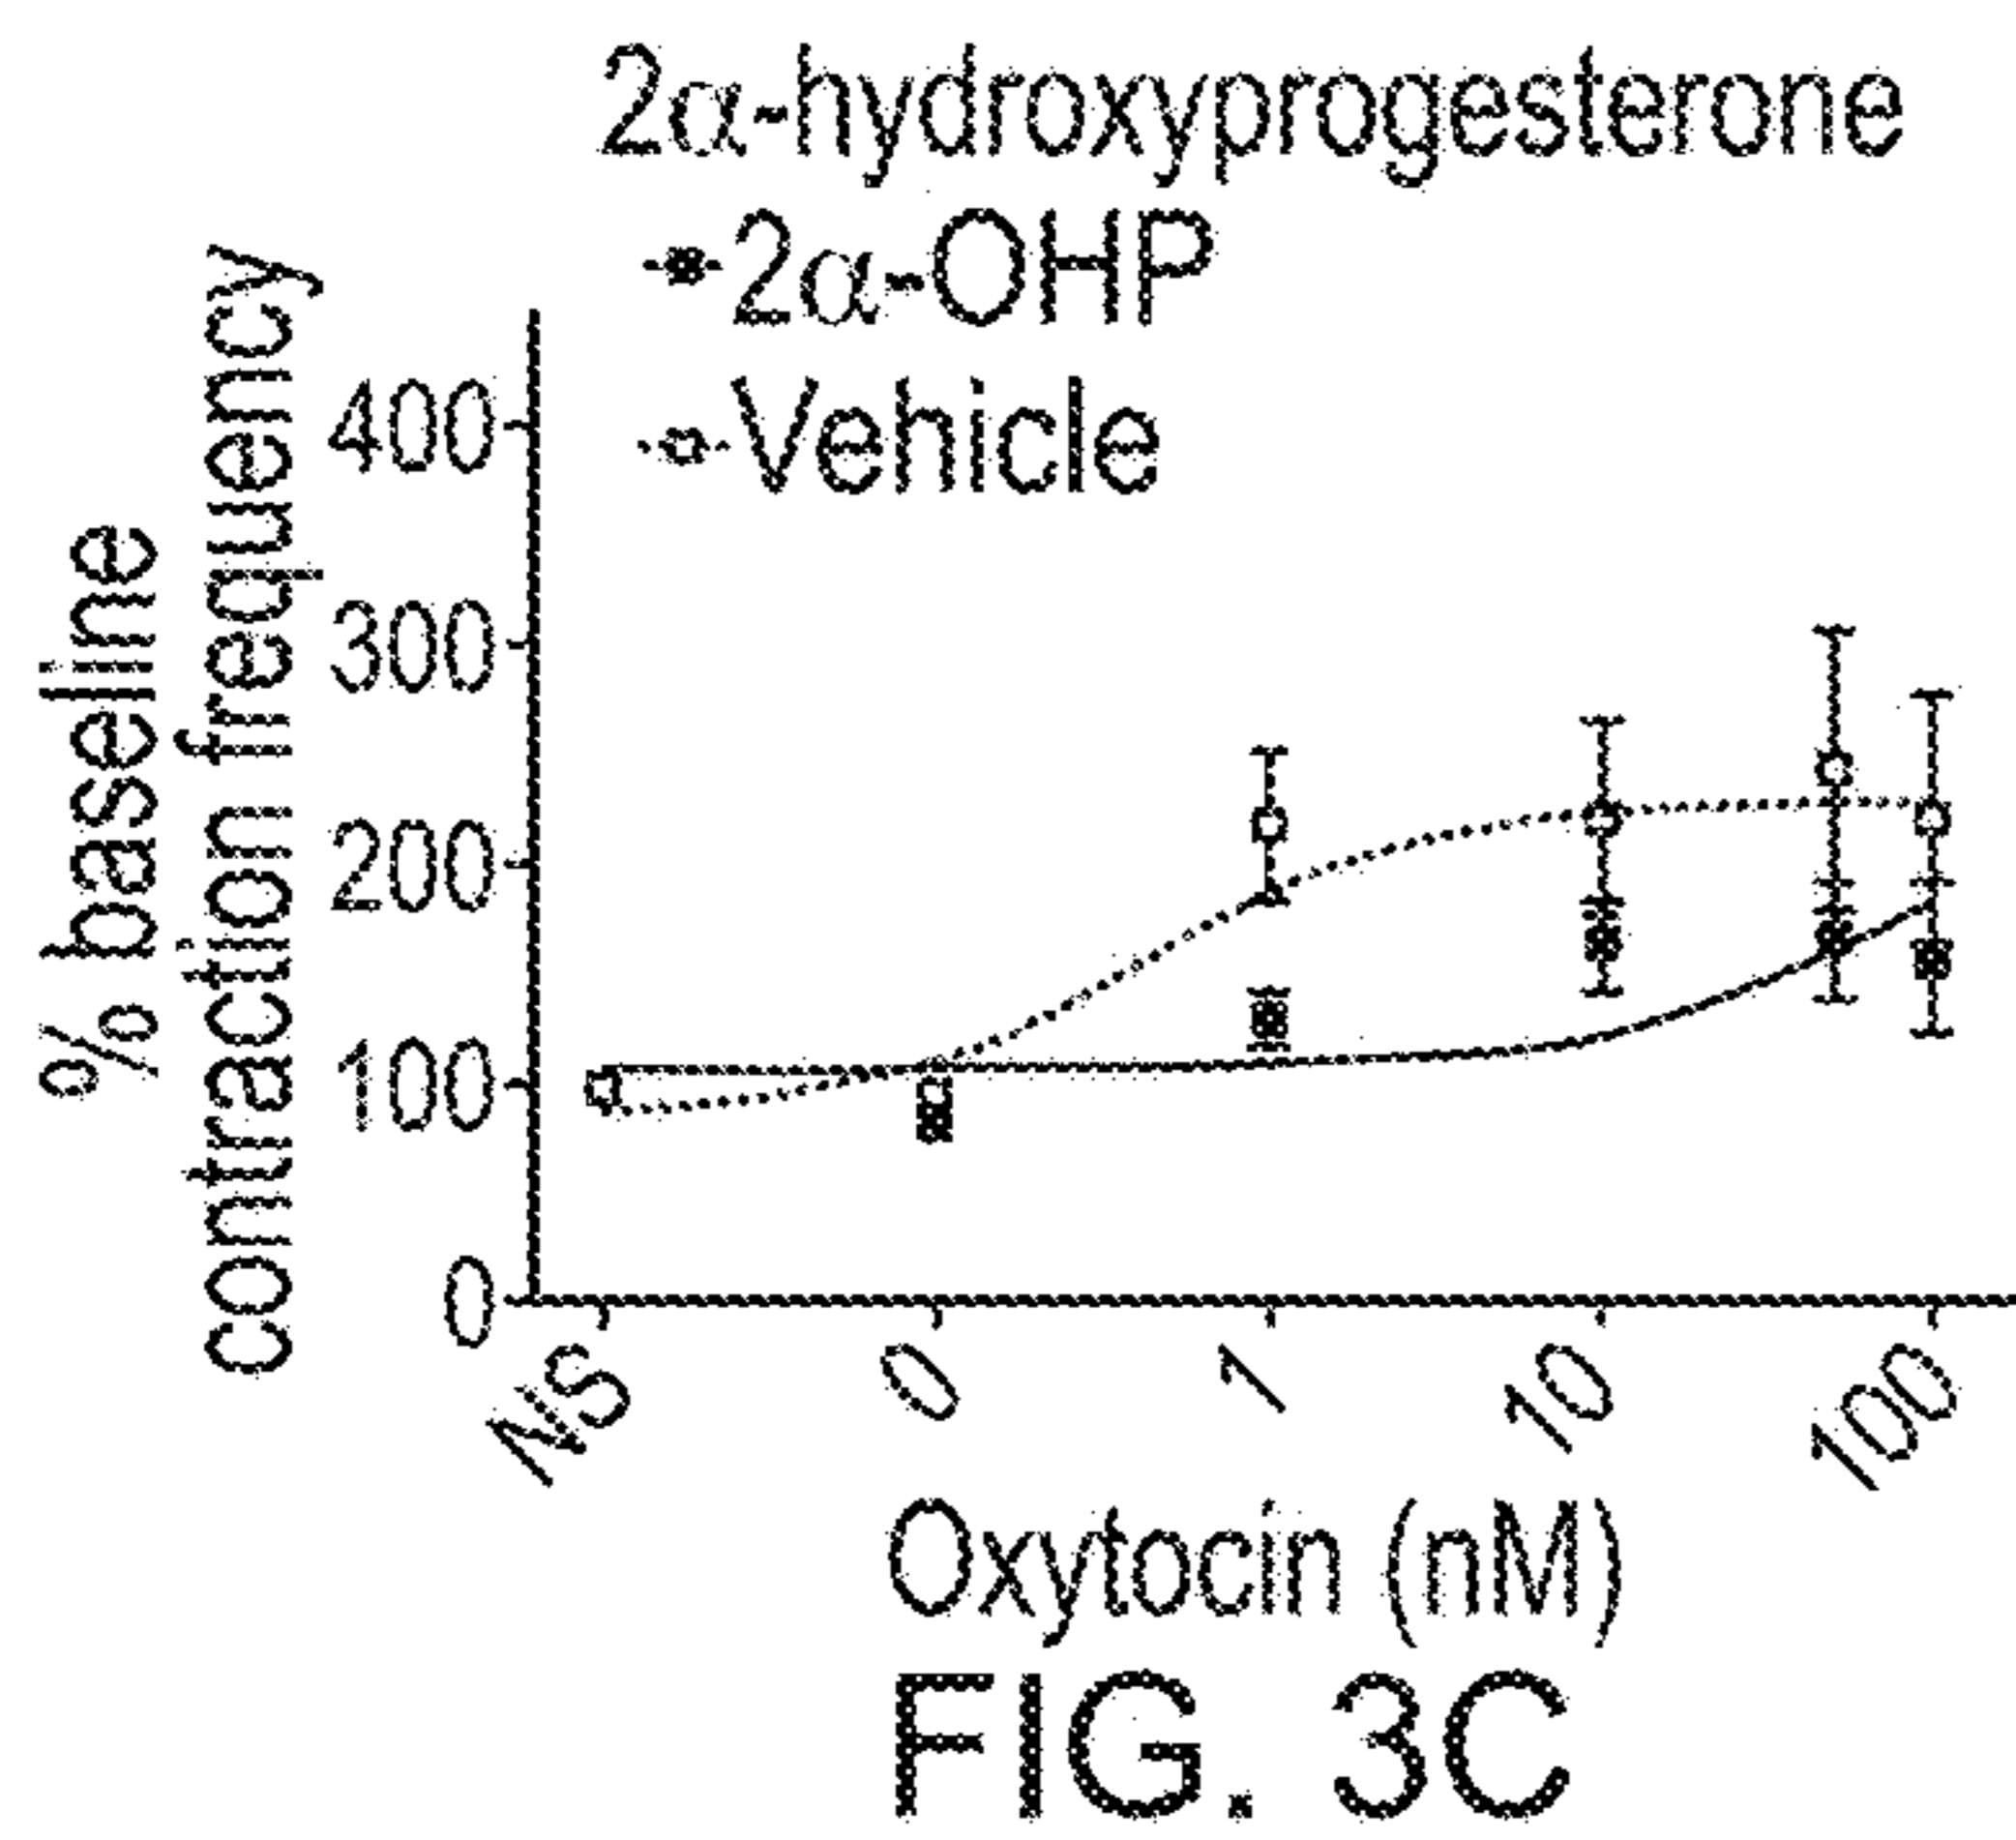 2α-hydroxyprogesterone
2α-OHP
Vehicle
% baseline
contraction frequency
400
300
200
100
0
NS
0
1
10
100
Oxytocin (nM)
FIG. 3C